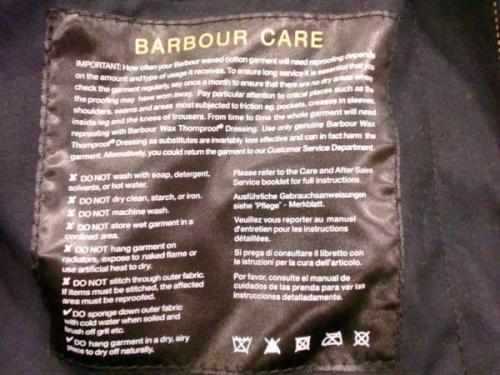 BARBOUR CARE
IMPORTANT: How often your Barbour waxed cotton garment will need reproofing depends
on the amount and type of usage it receives. To ensure long service it is essential that you
check the garment regularly, say once a month to ensure that there are no dry areas where
the proofing may have worn away. Pay particular attention to critical places such as the
shoulders, seams and areas most subjected to friction eg. pockets, creases in sleeves,
inside leg and the knees of trousers. From time to time the whole garment will need
reproofing with Barbour Wax Thornproof® Dressing. Use only genuine Barbour Wax
Thornproof® Dressing as substitutes are invariably less effective and can in fact harm the
garment. Alternatively, you could return the garment to our Customer Service Department.
✗ DO NOT wash with soap, detergent,
solvents, or hot water.
✗ DO NOT dry clean, starch, or iron.
✗ DO NOT machine wash.
✗ DO NOT store wet garment in a
confined area.
✗ DO NOT hang garment on
radiators, expose to naked flame or
use artificial heat to dry.
✗ DO NOT stitch through outer fabric.
If items must be stitched, the affected
area must be reproofed.
✓ DO sponge down outer fabric
with cold water when soiled and
brush off grit etc.
✓ DO hang garment in a dry, airy
place to dry off naturally.
Please refer to the Care and After Sales
Service booklet for full instructions.
Ausführliche Gebrauchsanweisungen
siehe 'Pflege' - Merkblatt.
Veuillez vous reporter au manuel
d'entretien pour les instructions
détaillées.
Si prega di consultare il libretto con
le istruzioni per la cura dell'articolo.
Por favor, consulte el manual de
cuidados de las prenda para ver las
instrucciones detalladamente.